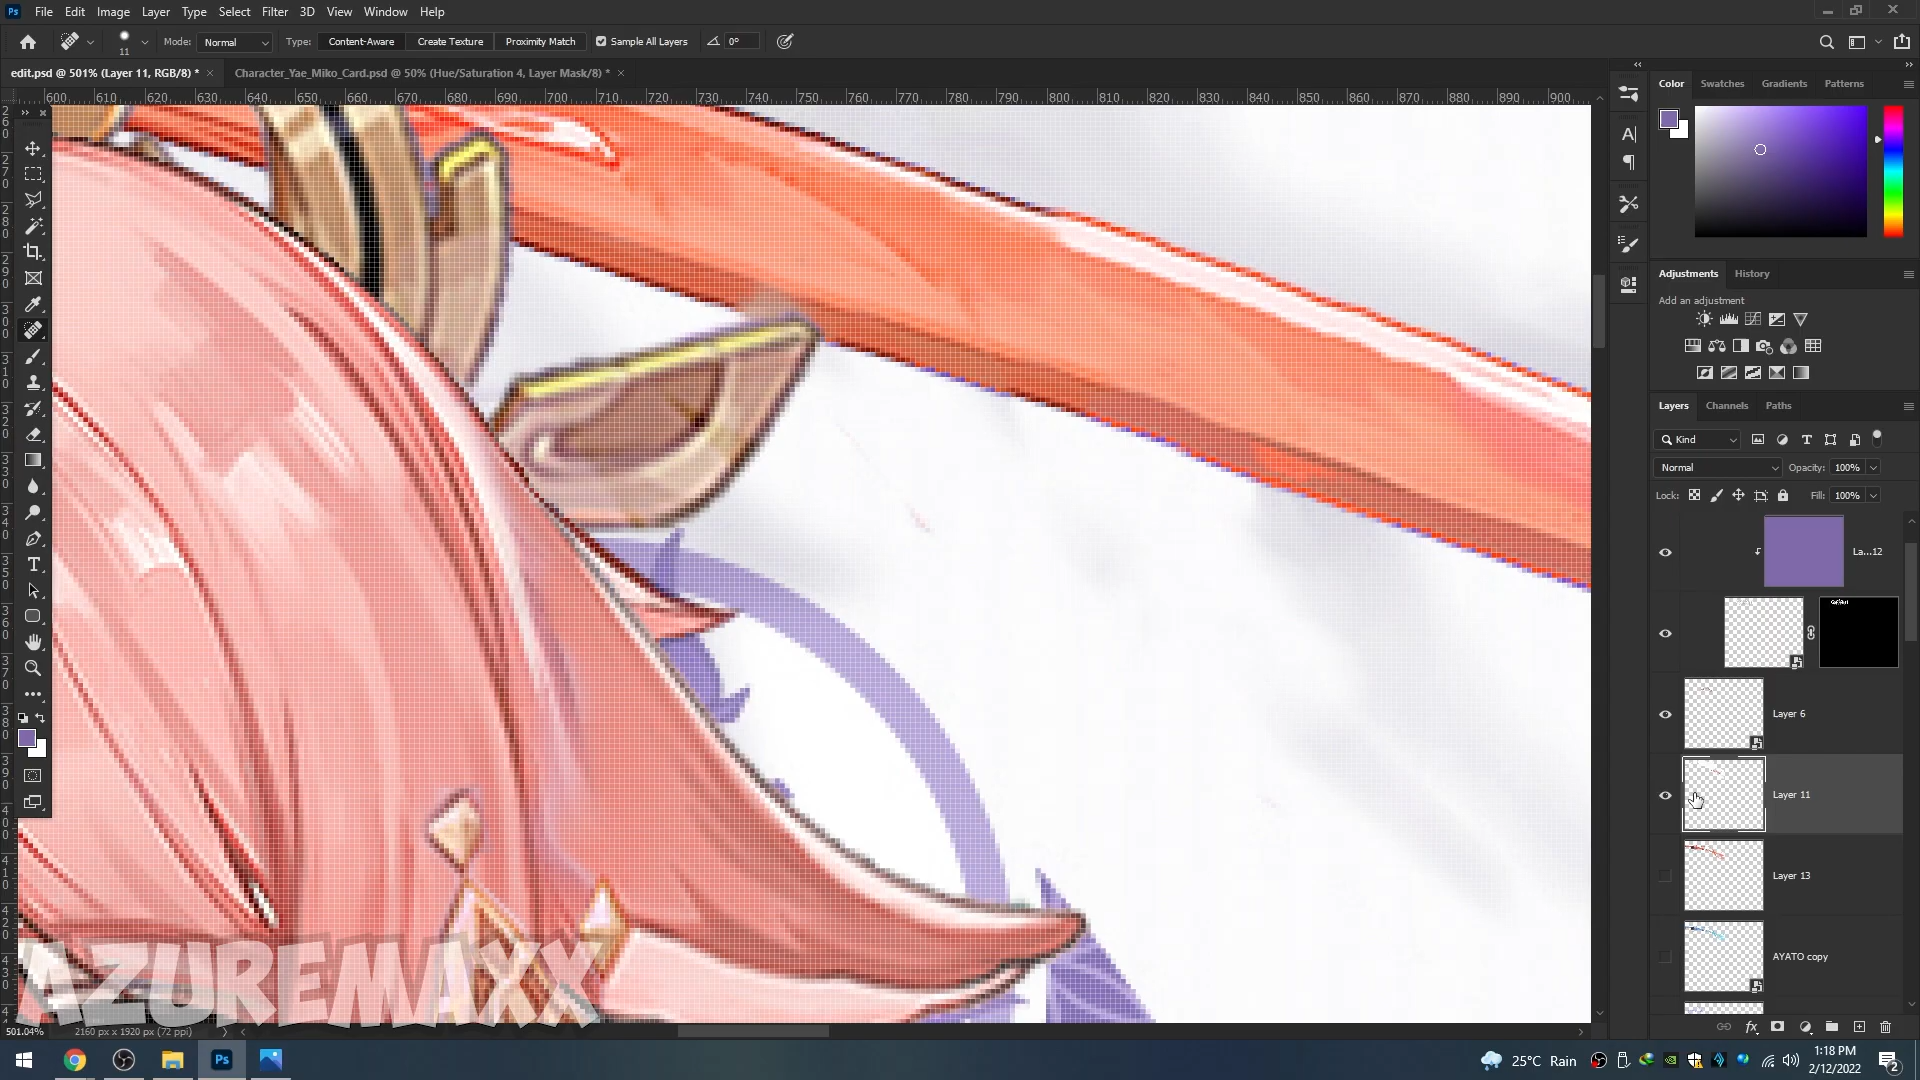 File Edit Image Layer Type Select Filter 3D View Window Help
11 Mode: Normal Type: Content-Aware Create Texture Proximity Match Sample All Layers 0°
edit.psd @ 501% (Layer 11, RGB/8) * Character_Yae_Miko_Card.psd @ 50% (Hue/Saturation 4, Layer Mask/8) *
600 610 620 630 640 650 660 670 680 690 700 710 720 730 740 750 760 770 780 790 800 810 820 830 840 850 860 870 880 890 900
Color Swatches Gradients Patterns
Adjustments History
Add an adjustment
Layers Channels Paths
Kind
Normal Opacity: 100%
Lock: Fill: 100%
La...12
Layer 6
Layer 11
Layer 13
AYATO copy
AZUREMAXX
501.04% 2160 px x 1920 px (72 ppi)
25°C Rain 1:18 PM
2/12/2022
2